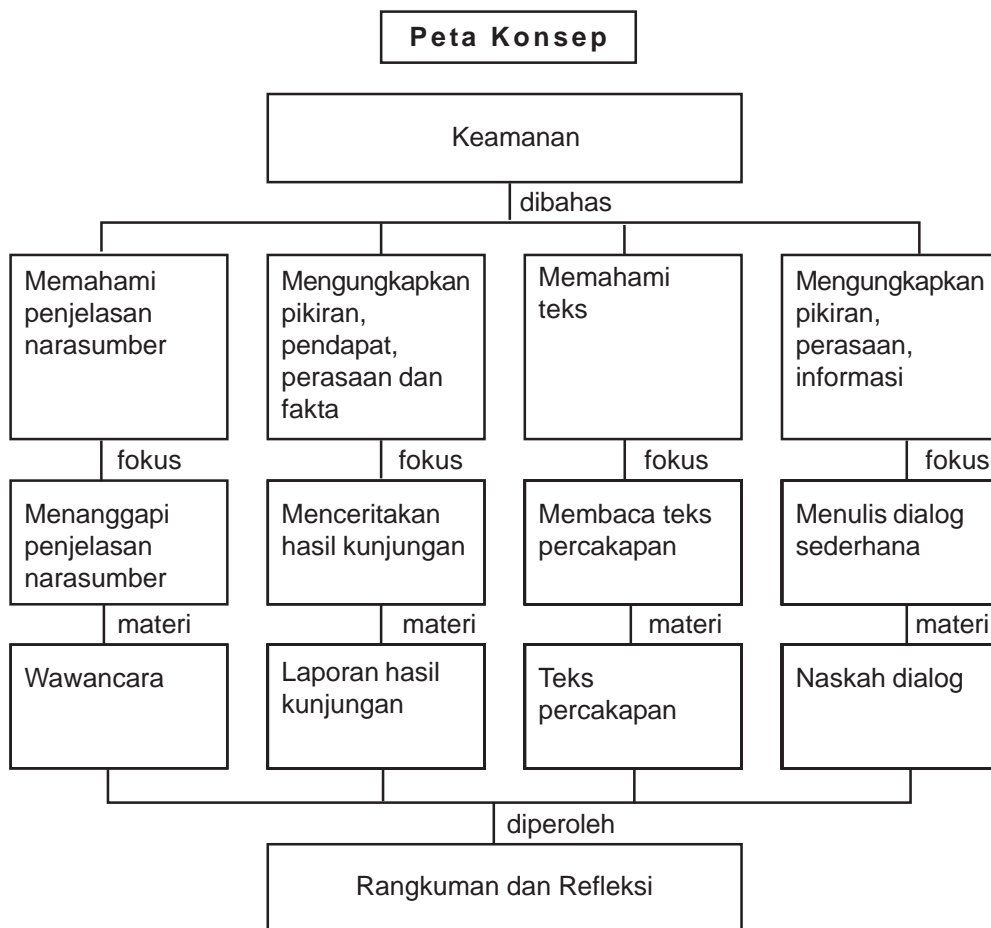 Peta Konsep
Keamanan
dibahas
Memahami
penjelasan
narasumber
Mengungkapkan
pikiran,
pendapat,
perasaan dan
fakta
Memahami
teks
Mengungkapkan
pikiran,
perasaan,
informasi
fokus
fokus
fokus
fokus
Menanggapi
penjelasan
narasumber
Menceritakan
hasil kunjungan
Membaca teks
percakapan
Menulis dialog
sederhana
materi
materi
materi
materi
Wawancara
Laporan hasil
kunjungan
Teks
percakapan
Naskah dialog
diperoleh
Rangkuman dan Refleksi